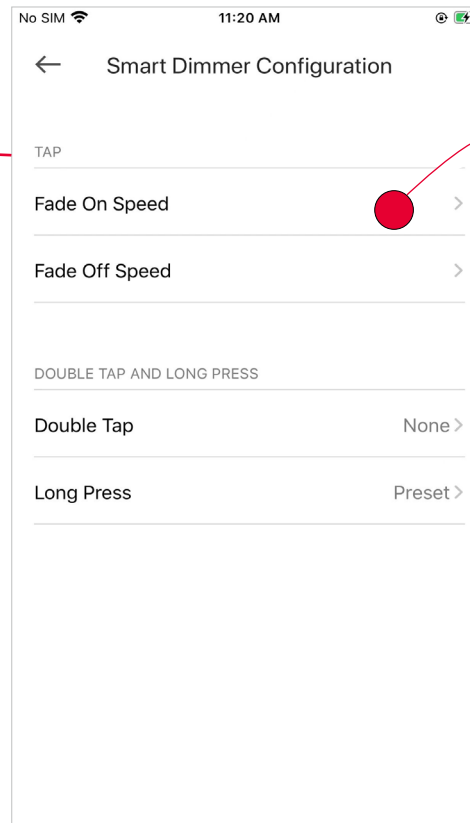 No SIM 11:20 AM
Smart Dimmer Configuration
TAP
Fade On Speed
Fade Off Speed
DOUBLE TAP AND LONG PRESS
Double Tap None
Long Press Preset